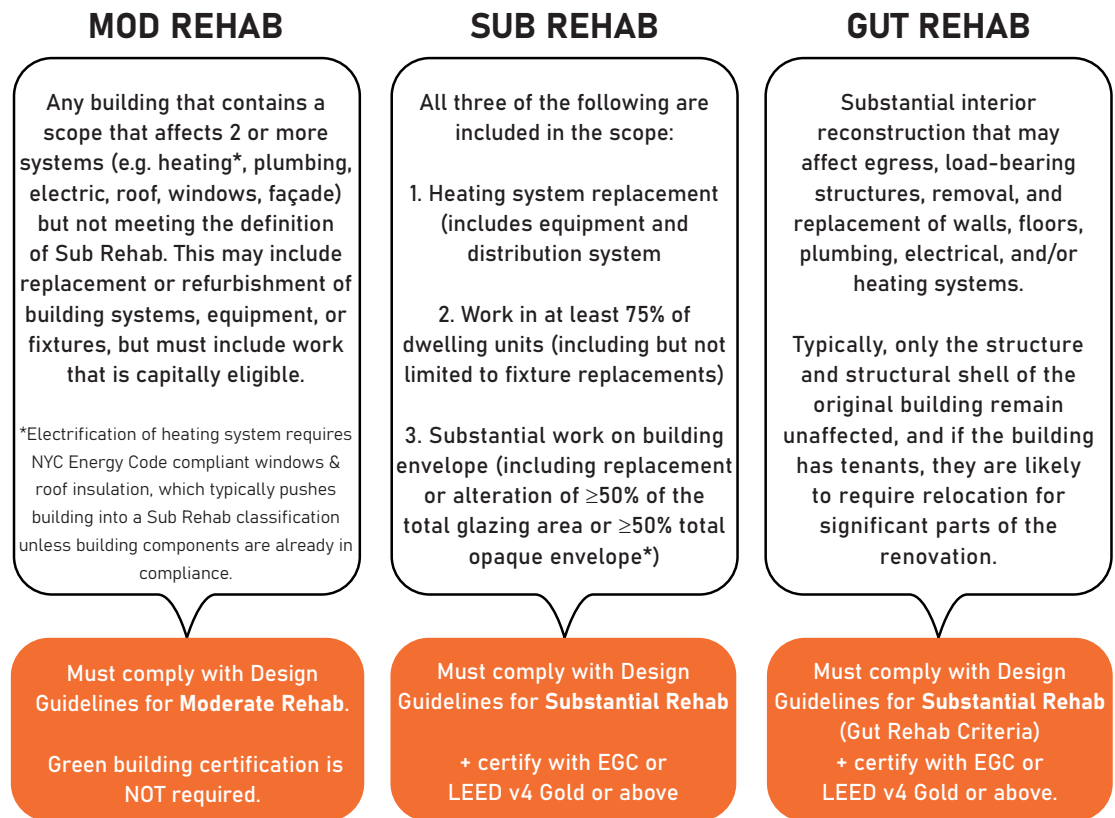 MOD REHAB
Any building that contains a
scope that affects 2 or more
systems (e.g. heating*, plumbing,
electric, roof, windows, façade)
but not meeting the definition
of Sub Rehab. This may include
replacement or refurbishment of
building systems, equipment, or
fixtures, but must include work
that is capitally eligible.
*Electrification of heating system requires
NYC Energy Code compliant windows &
roof insulation, which typically pushes
building into a Sub Rehab classification
unless building components are already in
compliance.
Must comply with Design
Guidelines for Moderate Rehab.
Green building certification is
NOT required.
SUB REHAB
All three of the following are
included in the scope:
1. Heating system replacement
(includes equipment and
distribution system
2. Work in at least 75% of
dwelling units (including but not
limited to fixture replacements)
3. Substantial work on building
envelope (including replacement
or alteration of ≥50% of the
total glazing area or ≥50% total
opaque envelope*)
Must comply with Design
Guidelines for Substantial Rehab
+ certify with EGC or
LEED v4 Gold or above
GUT REHAB
Substantial interior
reconstruction that may
affect egress, load-bearing
structures, removal, and
replacement of walls, floors,
plumbing, electrical, and/or
heating systems.
Typically, only the structure
and structural shell of the
original building remain
unaffected, and if the building
has tenants, they are likely
to require relocation for
significant parts of the
renovation.
Must comply with Design
Guidelines for Substantial Rehab
(Gut Rehab Criteria)
+ certify with EGC or
LEED v4 Gold or above.